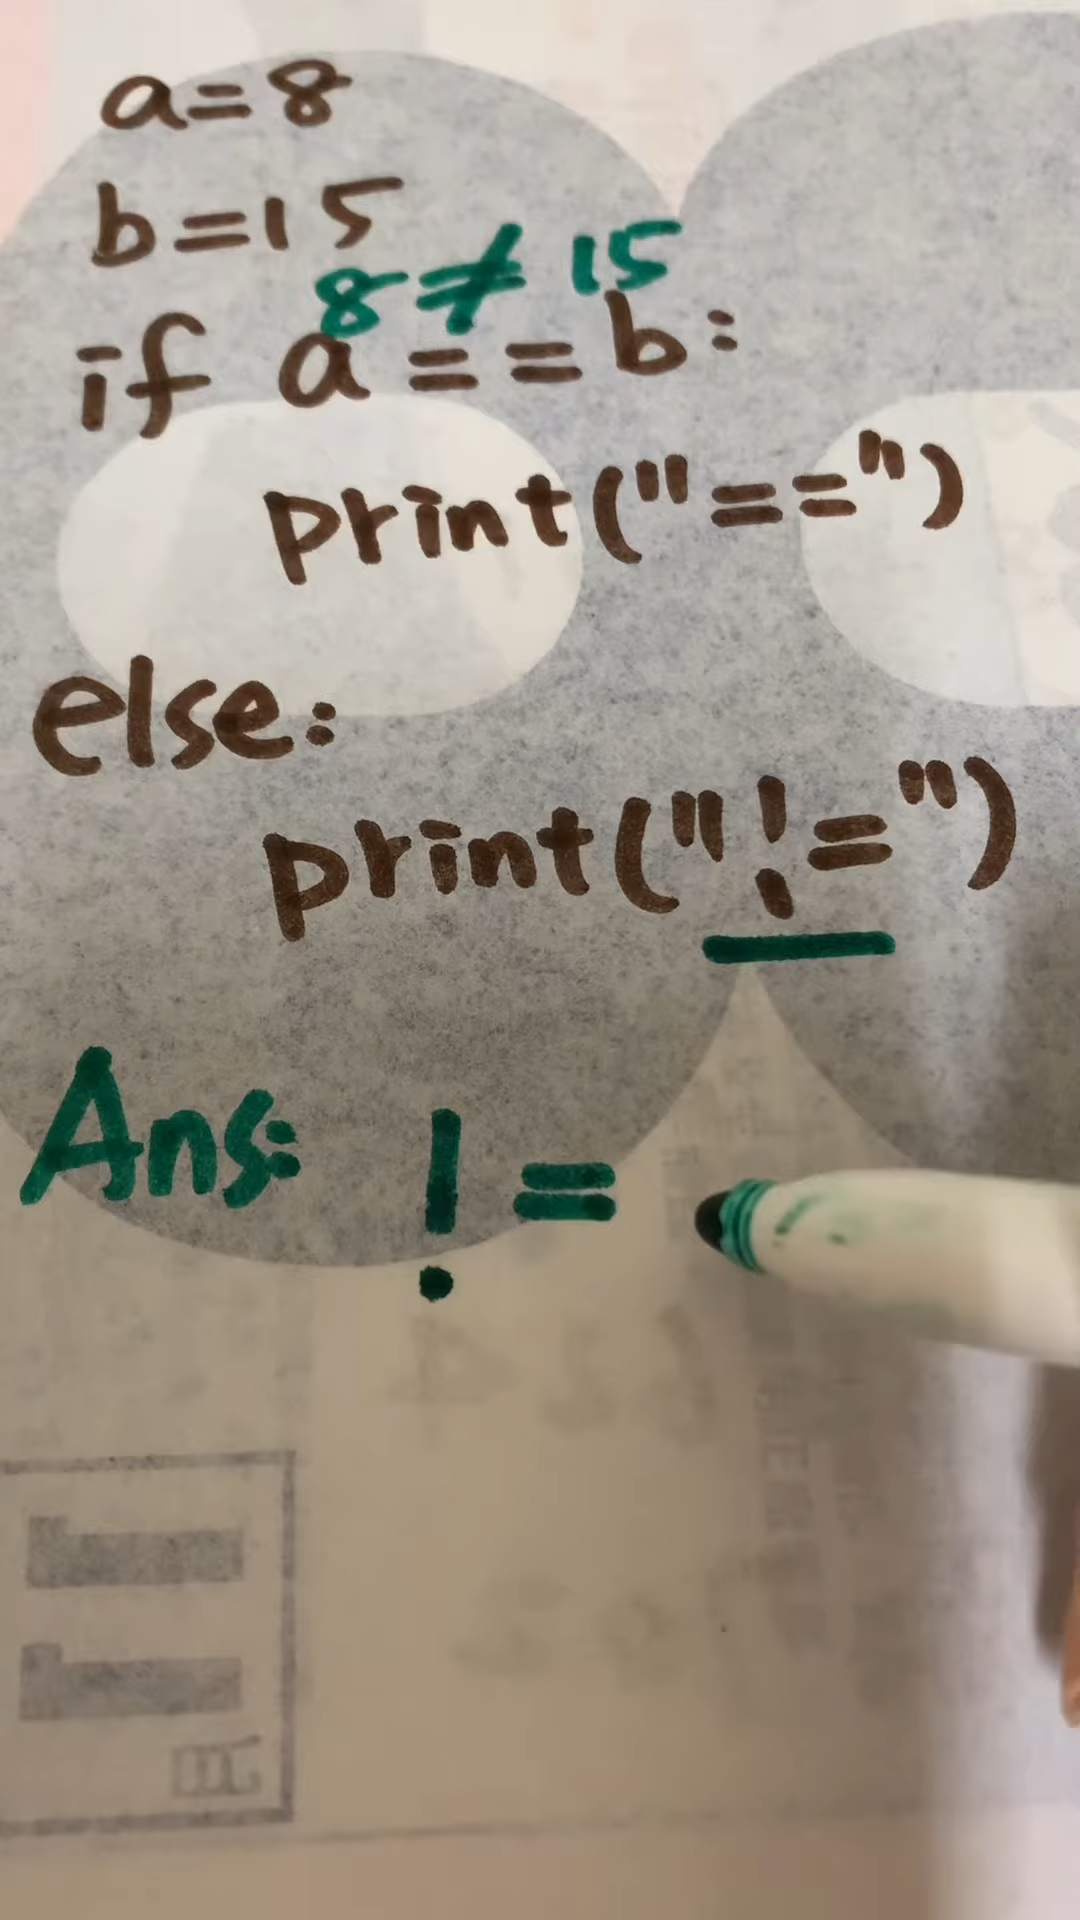 a=8
b=15
8≠15
if a==b:
print("==")
else:
print("!=")
Ans: !=